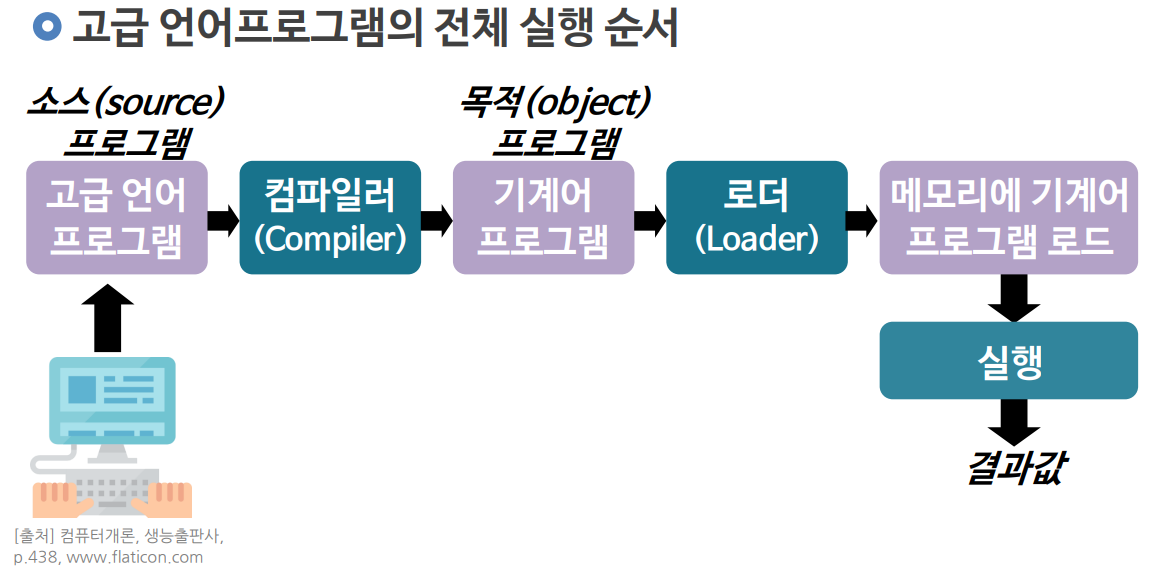 고급 언어프로그램의 전체 실행 순서
소스(source)
프로그램
목적(object)
프로그램
고급 언어
프로그램
컴파일러
(Compiler)
기계어
프로그램
로더
(Loader)
메모리에 기계어
프로그램 로드
실행
결과값
[출처] 컴퓨터개론, 생능출판사,
p.438, www.flaticon.com